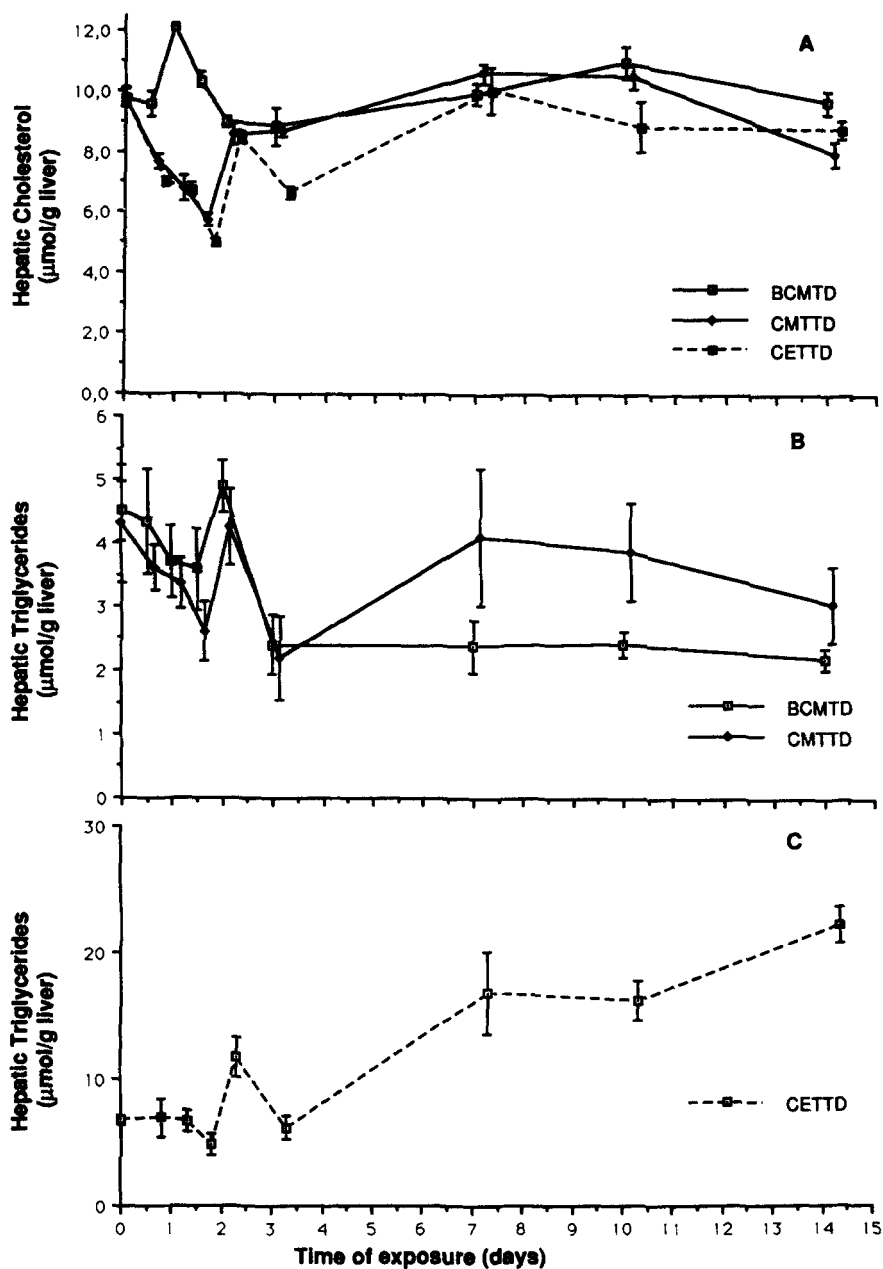 A
Hepatic Cholesterol
(µmol/g liver)
12,0
10,0
8,0
6,0
4,0
2,0
0,0
BCMTD
CMTTD
CETTD
B
Hepatic Triglycerides
(µmol/g liver)
6
5
4
3
2
1
0
BCMTD
CMTTD
C
Hepatic Triglycerides
(µmol/g liver)
30
20
10
0
CETTD
0 1 2 3 4 5 6 7 8 9 10 11 12 13 14 15
Time of exposure (days)